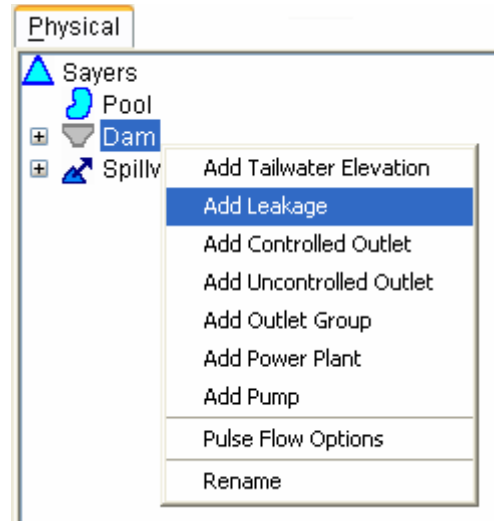 Physical
Sayers
Pool
Dam
Spillw
Add Tailwater Elevation
Add Leakage
Add Controlled Outlet
Add Uncontrolled Outlet
Add Outlet Group
Add Power Plant
Add Pump
Pulse Flow Options
Rename